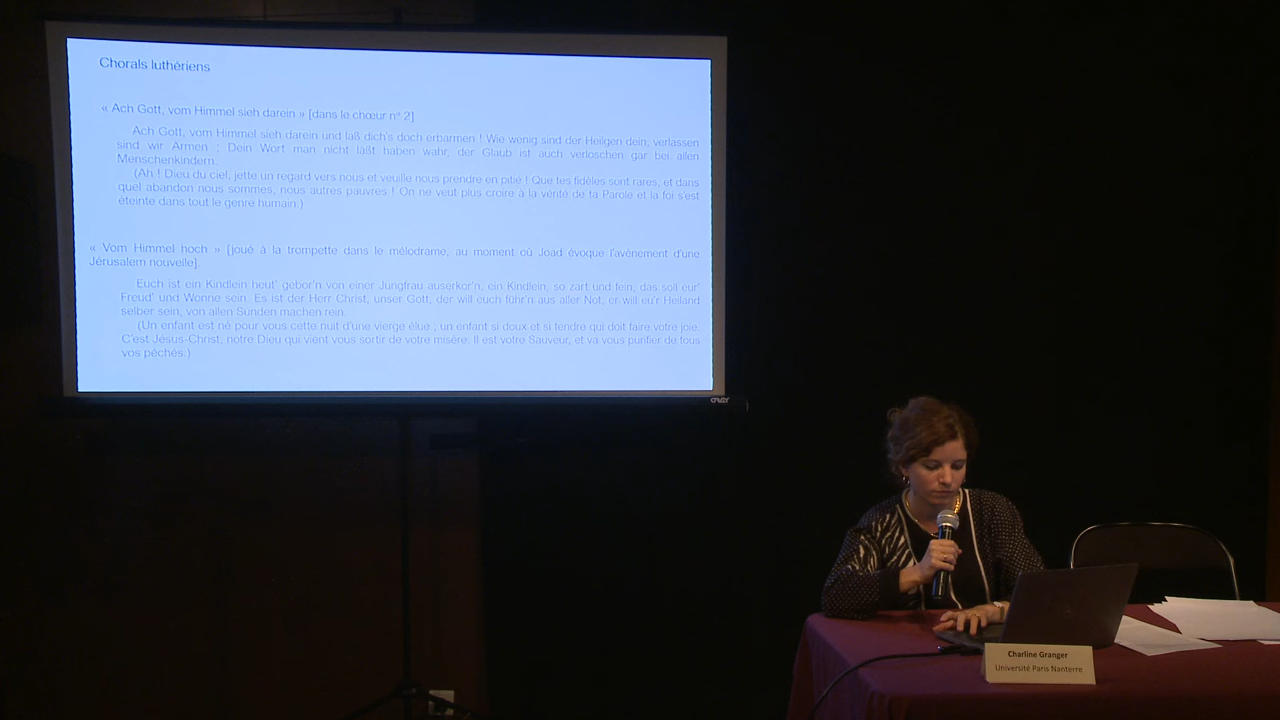 Chorals luthériens
« Ach Gott, vom Himmel sieh darein » [dans le chœur n° 2]
Ach Gott, vom Himmel sieh darein und laß dich's doch erbarmen ! Wie wenig sind der Heilgen dein, verlassen
sind wir Armen ; Dein Wort man nicht läßt haben wahr, der Glaub ist auch verloschen gar bei allen
Menschenkindern.
(Ah ! Dieu du ciel, jette un regard vers nous et veuille nous prendre en pitié ! Que tes fidèles sont rares, et dans
quel abandon nous sommes, nous autres pauvres ! On ne veut plus croire à la vérité de ta Parole et la foi s'est
éteinte dans tout le genre humain.)
« Vom Himmel hoch » [joué à la trompette dans le mélodrame, au moment où Joad évoque l'avènement d'une
Jérusalem nouvelle].
Euch ist ein Kindlein heut' gebor'n von einer Jungfrau auserkor'n, ein Kindlein, so zart und fein, das soll eur'
Freud' und Wonne sein. Es ist der Herr Christ, unser Gott, der will euch führ'n aus aller Not, er will eu'r Heiland
selber sein, von allen Sünden machen rein.
(Un enfant est né pour vous cette nuit d'une vierge élue ; un enfant si doux et si tendre qui doit faire votre joie.
C'est Jésus-Christ, notre Dieu qui vient vous sortir de votre misère. Il est votre Sauveur, et va vous purifier de tous
vos péchés.)
Charline Granger
Université Paris Nanterre